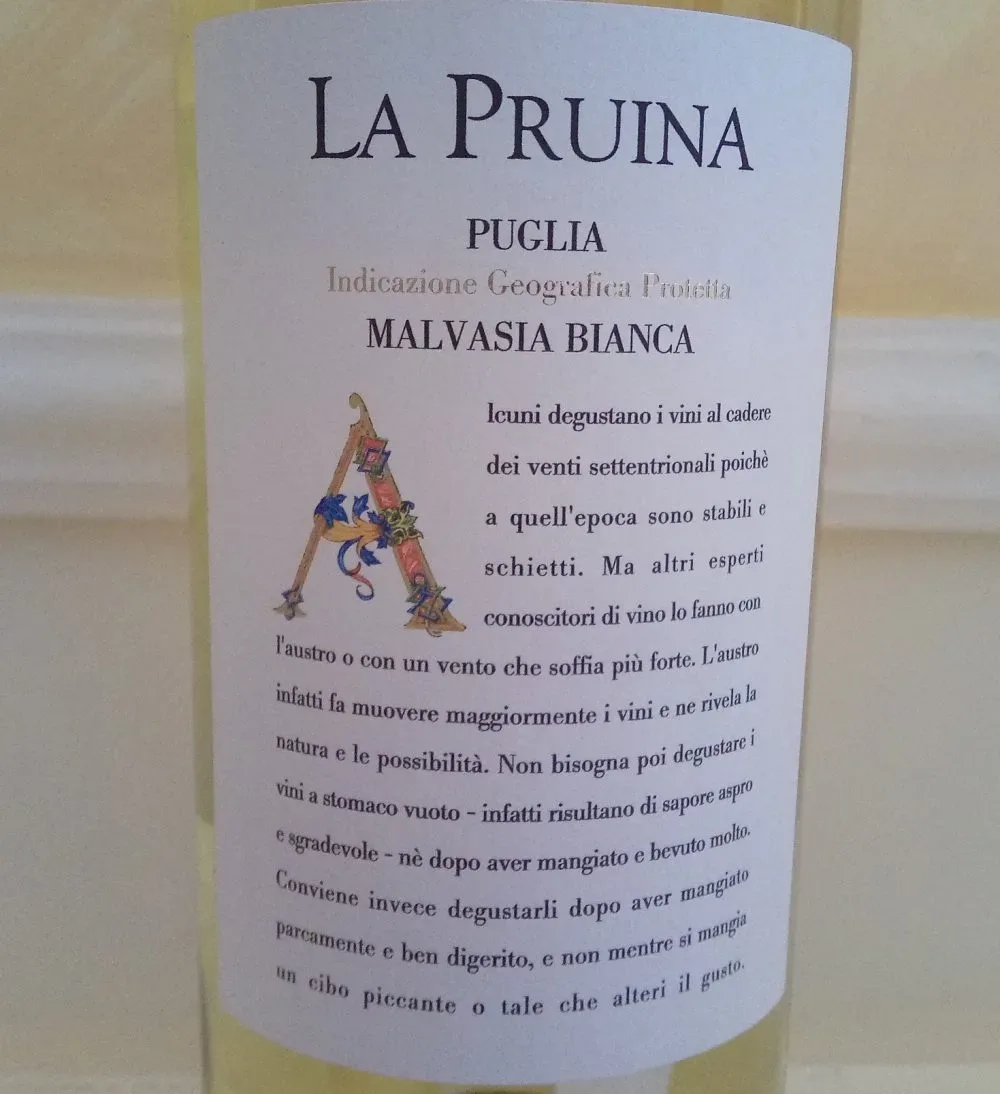 LA PRUINA
PUGLIA
Indicazione Geografica Protetta
MALVASIA BIANCA
Alcuni degustano i vini al cadere
dei venti settentrionali poichè
a quell'epoca sono stabili e
schietti. Ma altri esperti
conoscitori di vino lo fanno con
l'austro o con un vento che soffia più forte. L'austro
infatti fa muovere maggiormente i vini e ne rivela la
natura e le possibilità. Non bisogna poi degustare i
vini a stomaco vuoto - infatti risultano di sapore aspro
e sgradevole - nè dopo aver mangiato e bevuto molto.
Conviene invece degustarli dopo aver mangiato
parcamente e ben digerito, e non mentre si mangia
un cibo piccante o tale che alteri il gusto.